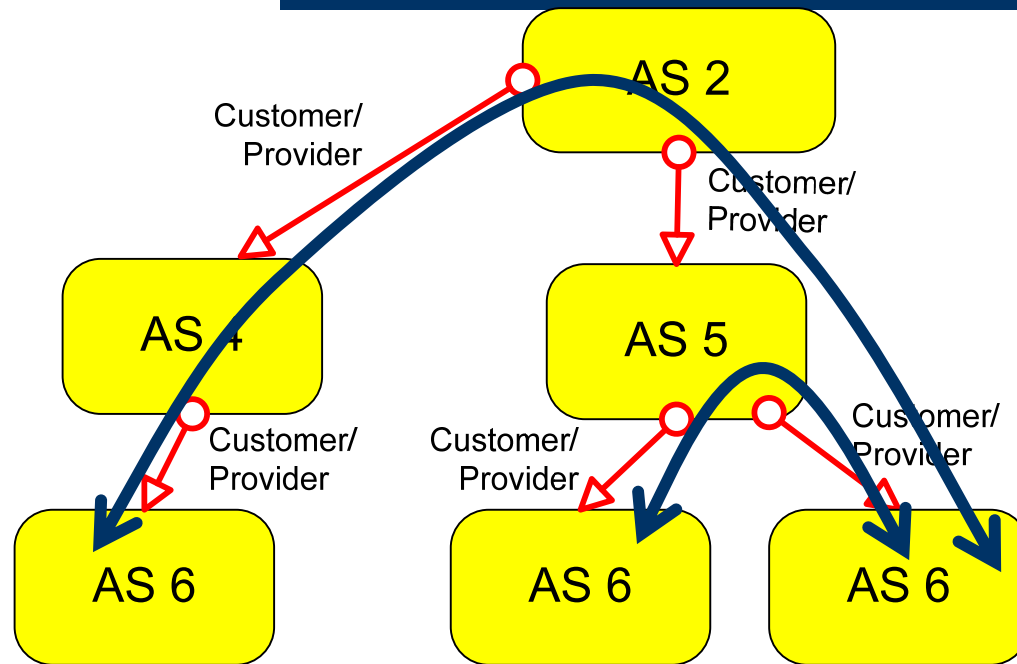 AS 2
Customer/
Provider
Customer/
Provider
AS 4
AS 5
Customer/
Provider
Customer/
Provider
Customer/
Provider
AS 6
AS 6
AS 6